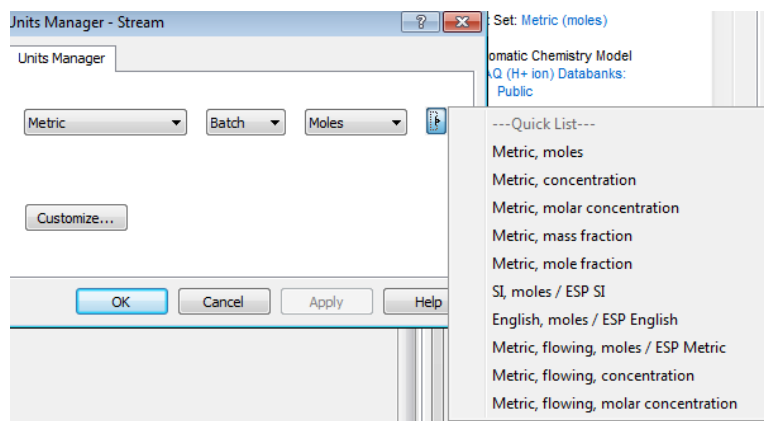 Units Manager - Stream
Set: Metric (moles)
Units Manager
omatic Chemistry Model
AQ (H+ ion) Databanks:
Public
Metric
Batch
Moles
---Quick List---
Metric, moles
Metric, concentration
Metric, molar concentration
Metric, mass fraction
Metric, mole fraction
SI, moles / ESP SI
English, moles / ESP English
Metric, flowing, moles / ESP Metric
Metric, flowing, concentration
Metric, flowing, molar concentration
Customize...
OK
Cancel
Apply
Help